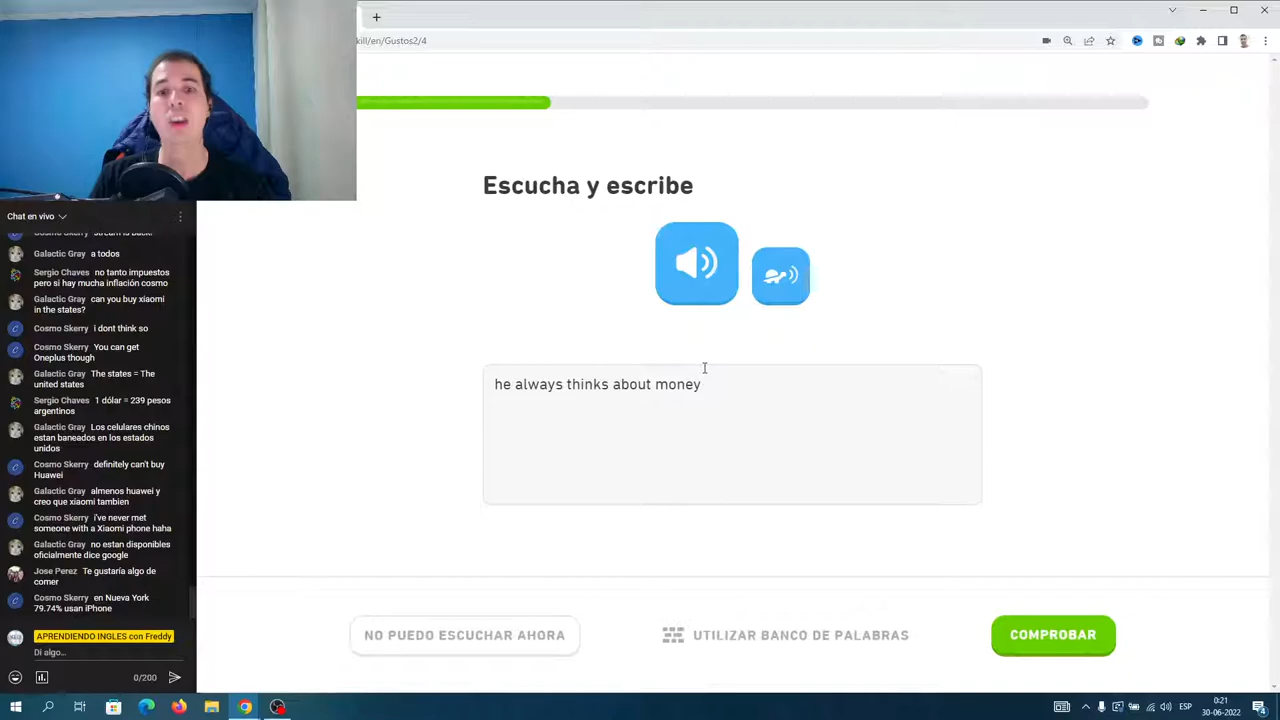 kill/en/Gustos2/4
Escucha y escribe
he always thinks about money
NO PUEDO ESCUCHAR AHORA
UTILIZAR BANCO DE PALABRAS
COMPROBAR
Chat en vivo
Cosmo Skerry stream is back!
Galactic Gray a todos
Sergio Chaves no tanto impuestos
pero si hay mucha inflación cosmo
Galactic Gray can you buy xiaomi
in the states?
Cosmo Skerry i dont think so
Cosmo Skerry You can get
Oneplus though
Galactic Gray The states = The
united states
Sergio Chaves 1 dólar = 239 pesos
argentinos
Galactic Gray Los celulares chinos
estan baneados en los estados
unidos
Cosmo Skerry definitely can't buy
Huawei
Galactic Gray almenos huawei y
creo que xiaomi tambien
Cosmo Skerry i've never met
someone with a Xiaomi phone haha
Galactic Gray no estan disponibles
oficialmente dice google
Jose Perez Te gustaría algo de
comer
Cosmo Skerry en Nueva York
79.74% usan iPhone
APRENDIENDO INGLES con Freddy
Di algo...
0/200
ESP
0:21
30-06-2022
4